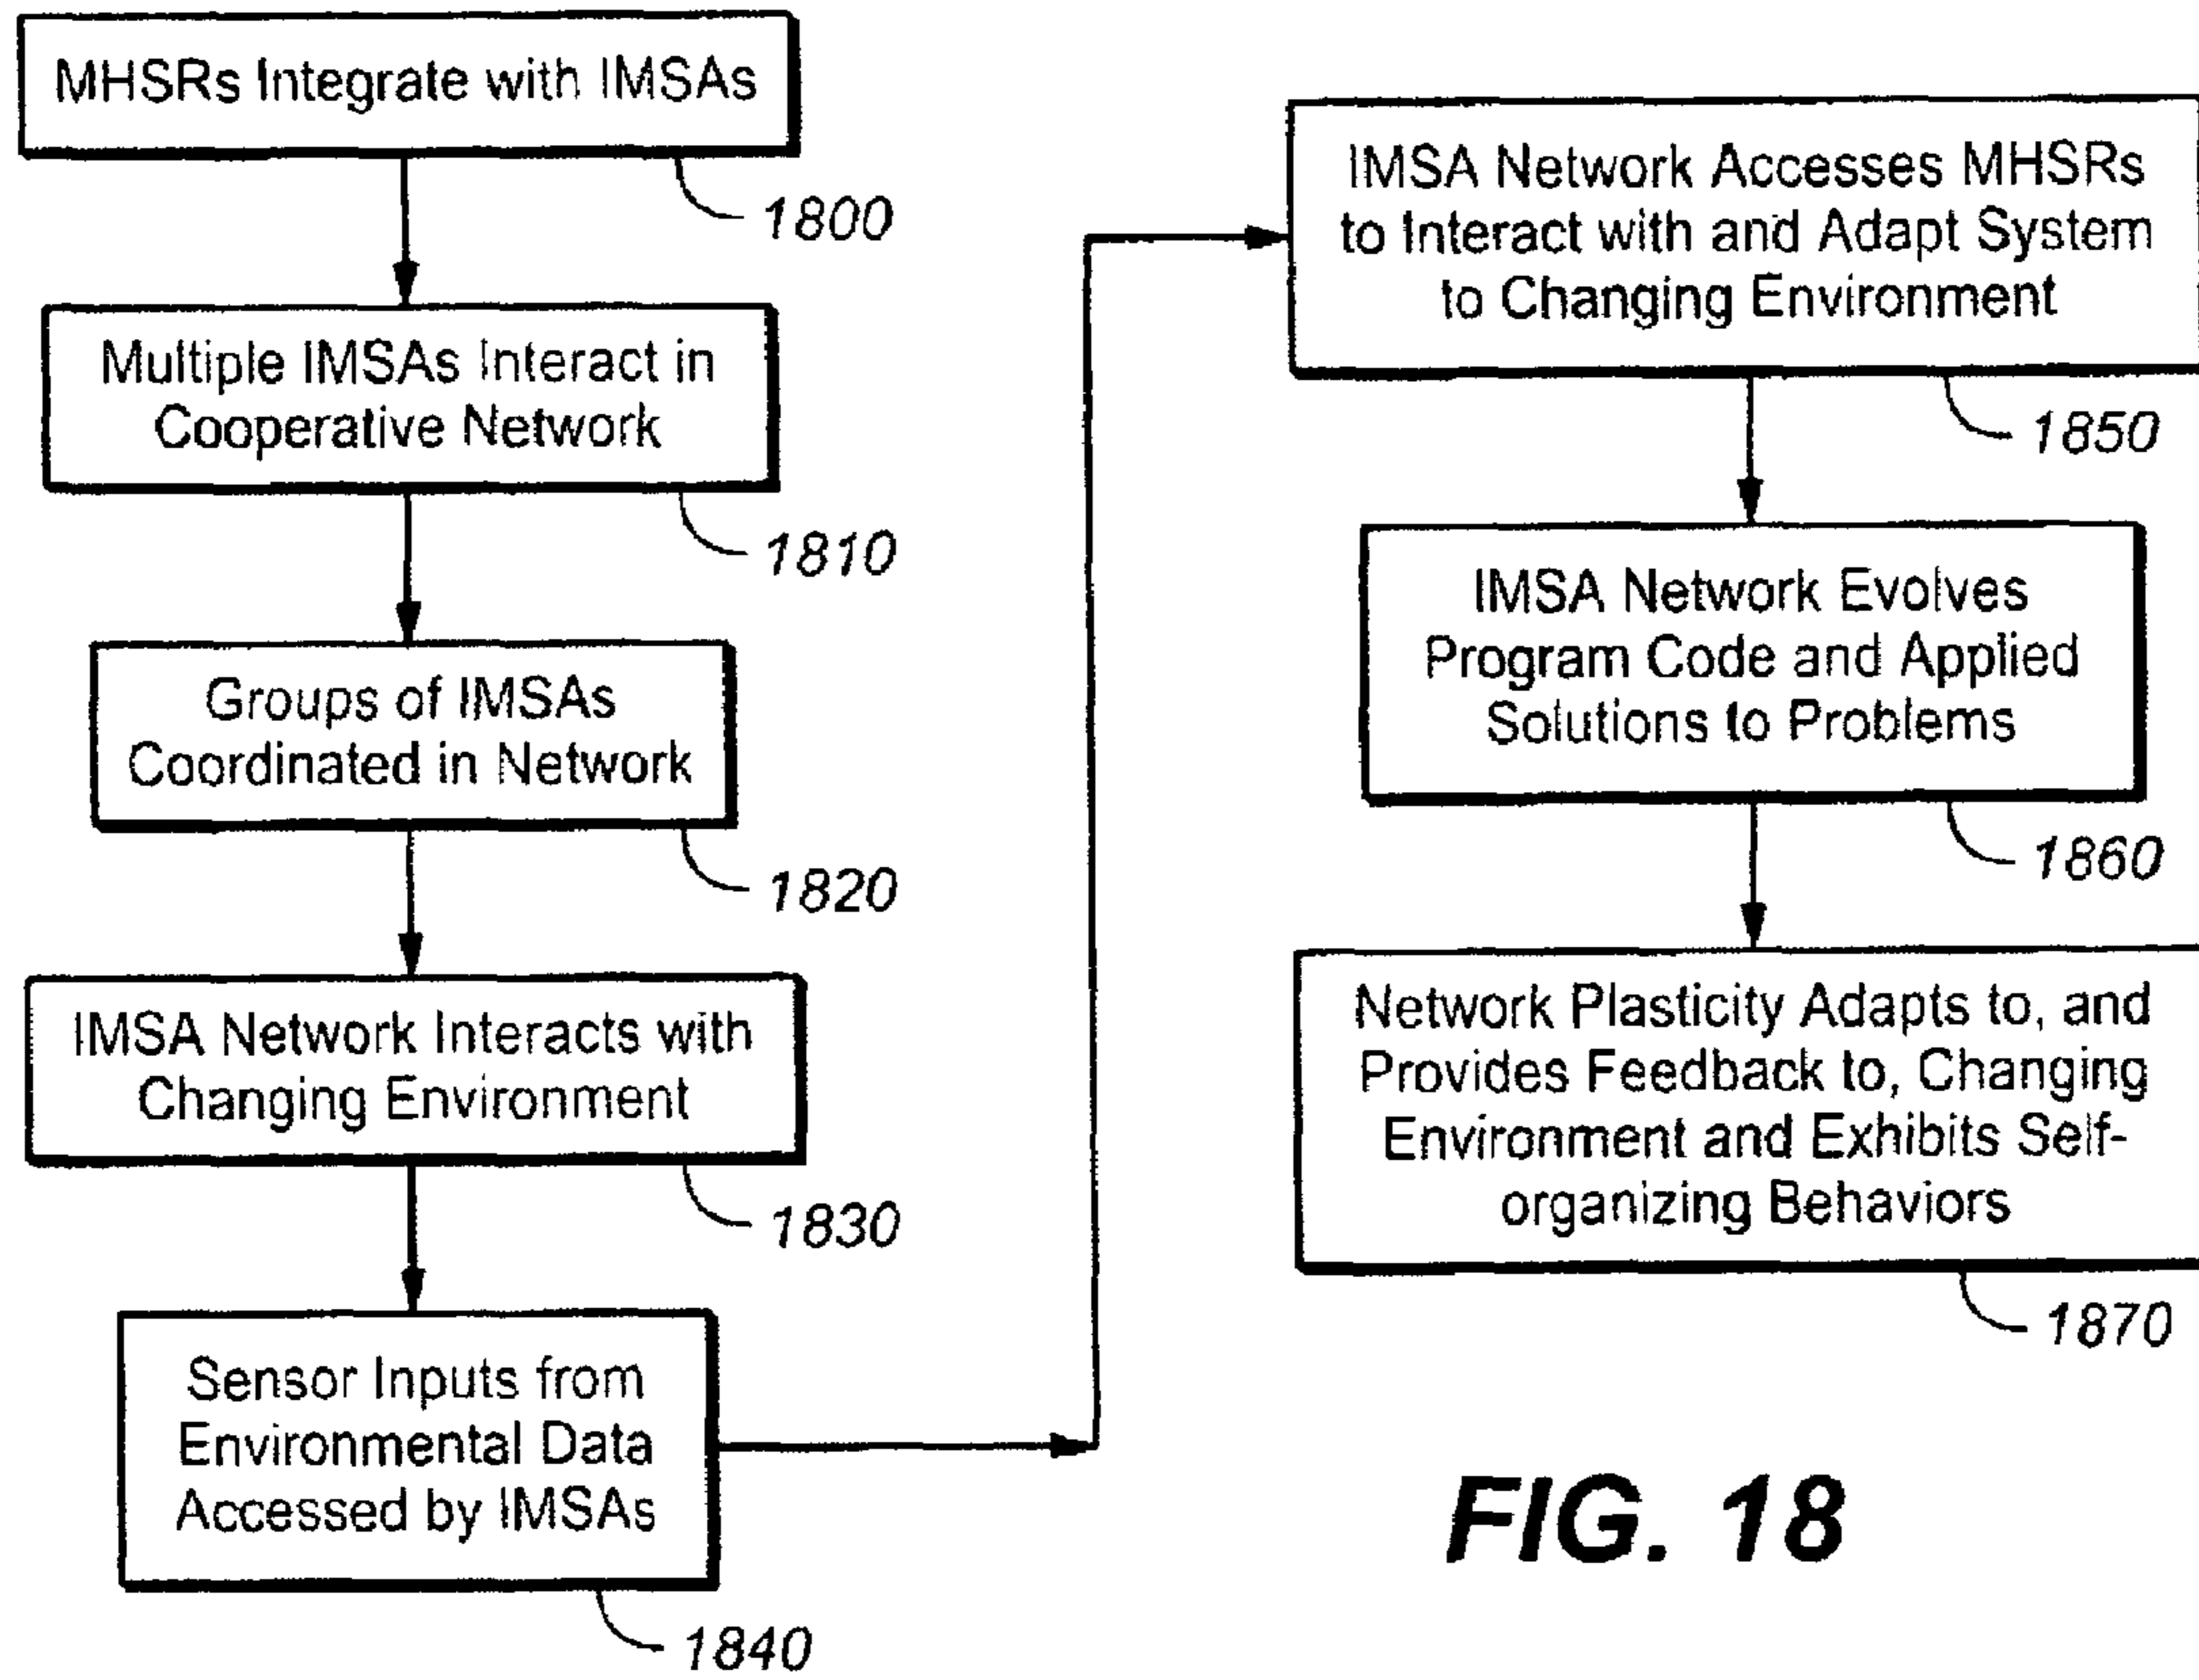 MHSRs Integrate with IMSAs
1800
Multiple IMSAs Interact in
Cooperative Network
1810
Groups of IMSAs
Coordinated in Network
1820
IMSA Network Interacts with
Changing Environment
1830
Sensor Inputs from
Environmental Data
Accessed by IMSAs
1840
IMSA Network Accesses MHSRs
to Interact with and Adapt System
to Changing Environment
1850
IMSA Network Evolves
Program Code and Applied
Solutions to Problems
1860
Network Plasticity Adapts to, and
Provides Feedback to, Changing
Environment and Exhibits Self-
organizing Behaviors
1870
FIG. 18